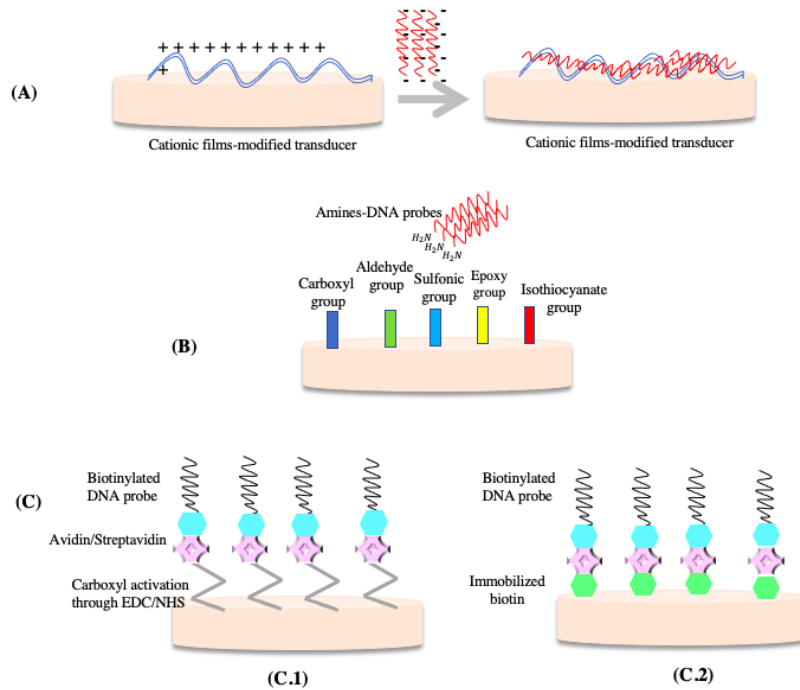 + + + + + + + + + + +
+
(A)
Cationic films-modified transducer
Cationic films-modified transducer
Amines-DNA probes
H₂N
H₂N
H₂N
Carboxyl
group
Aldehyde
group
Sulfonic
group
Epoxy
group
Isothiocyanate
group
(B)
(C)
Biotinylated
DNA probe
Avidin/Streptavidin
Carboxyl activation
through EDC/NHS
(C.1)
Biotinylated
DNA probe
Immobilized
biotin
(C.2)